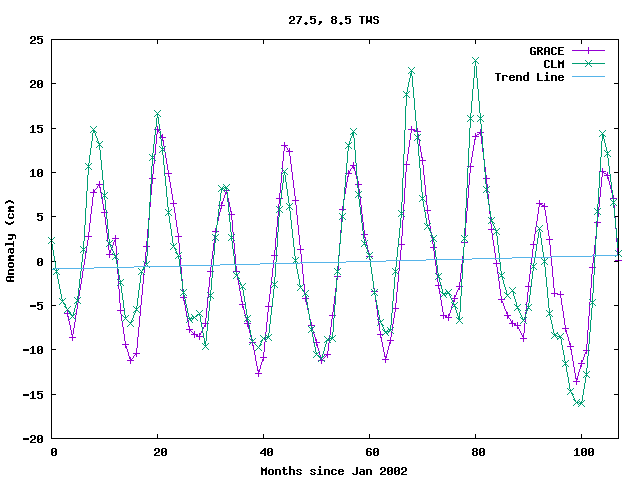 27.5, 8.5 TWS
GRACE
CLM
Trend Line
Anomaly (cm)
25
20
15
10
5
0
-5
-10
-15
-20
0 20 40 60 80 100
Months since Jan 2002